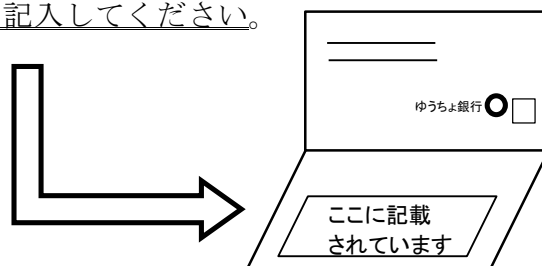 記入してください。
ゆうちょ銀行
ここに記載
されています